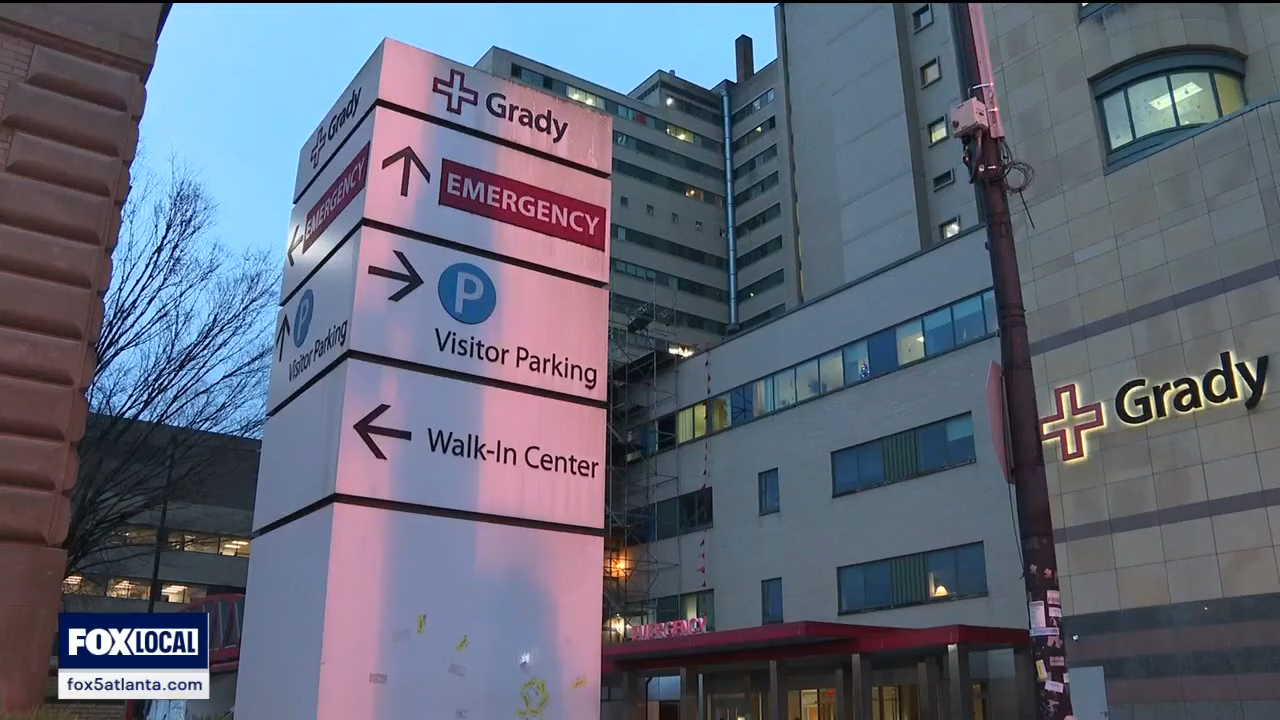 Grady
EMERGENCY
P
Visitor Parking
Grady
EMERGENCY
P
Visitor Parking
Walk-In Center
Grady
EMERGENCY
FOX LOCAL
fox5atlanta.com